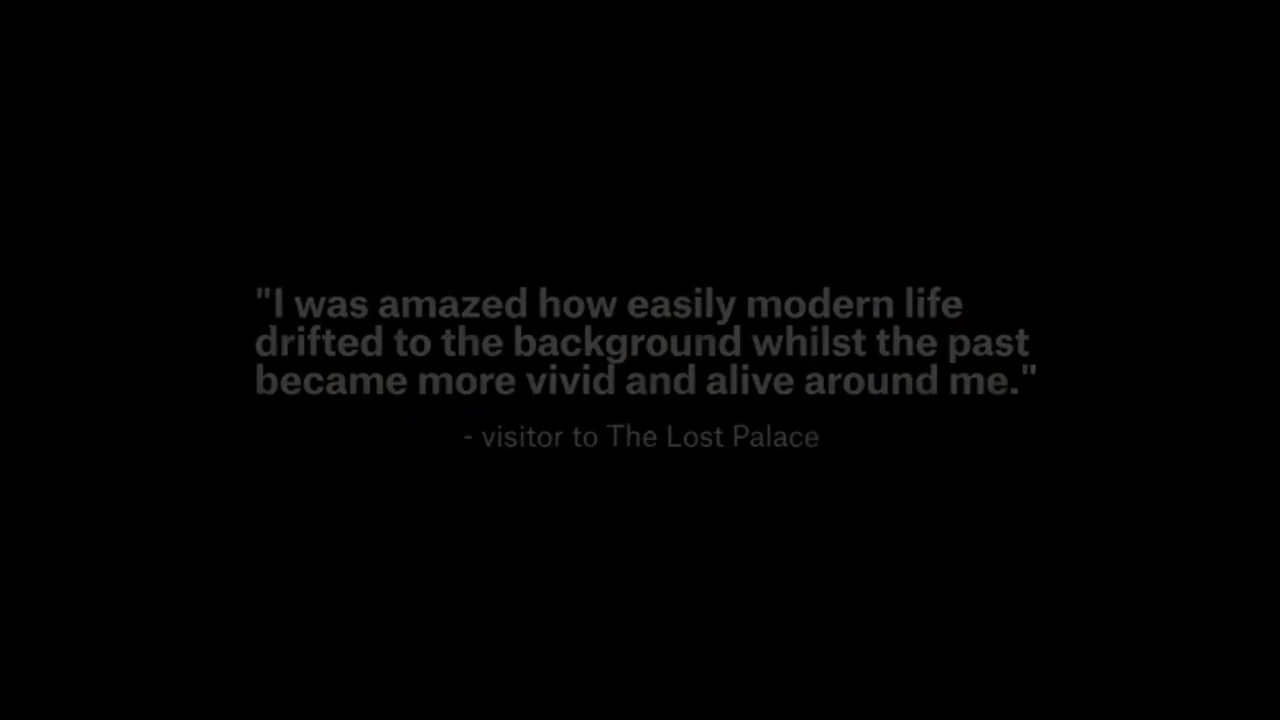 "I was amazed how easily modern life
drifted to the background whilst the past
became more vivid and alive around me."
- visitor to The Lost Palace